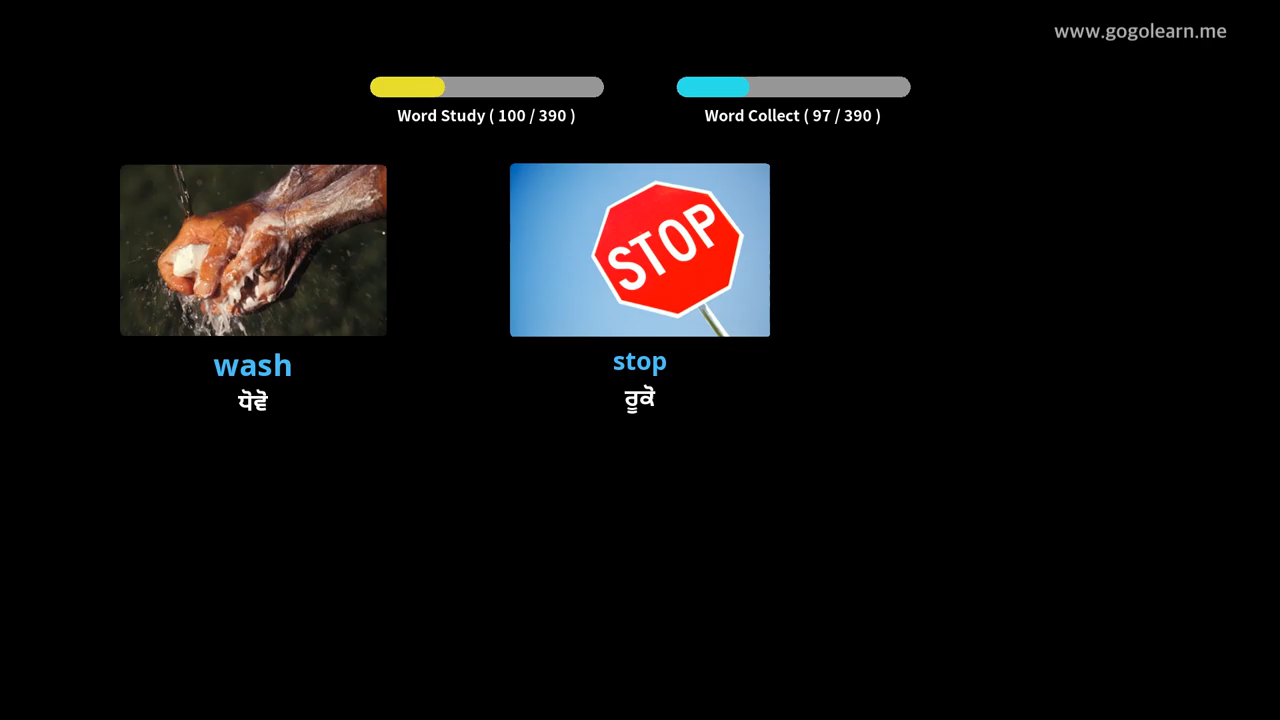 www.gogolearn.me
Word Study ( 100 / 390 )
Word Collect ( 97 / 390 )
STOP
wash
stop
ਧੋਵੋ
ਰੂਕੋ